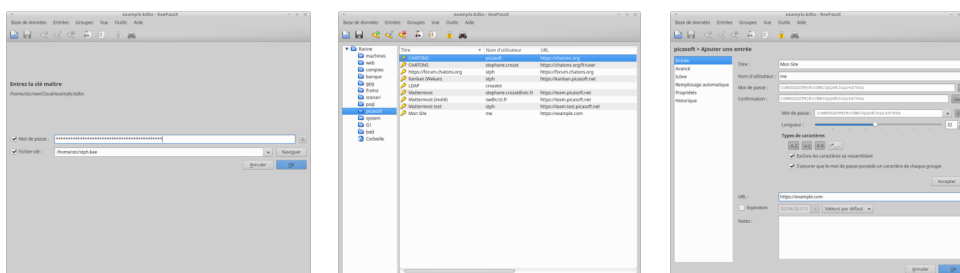 example.kdbx - KeePassX
Base de données Entrées Groupes Vue Outils Aide
Entrez la clé maître
/home/stc/ownCloud/example.kdbx
Mot de passe :
Fichier-clé : /home/stc/stph.kee
Naviguer
Annuler OK
example.kdbx - KeePassX
Base de données Entrées Groupes Vue Outils Aide
Racine
machines
web
comptes
banque
gpg
framo
scenari
psql
picasoft
system
G1
bdd
Corbeille
Titre Nom d'utilisateur URL
CHATONS picasoft https://chatons.org
CHATONS stephane.crozat https://chatons.org/fr/user
https://forum.chatons.org stph https://forum.chatons.org
Kanban (Wekan) stph https://kanban.picasoft.net
LDAP crozatst
Mattermost https://team.picasoft.net
Mattermost (invité) sw@crzt.fr https://team.picasoft.net
Mattermost test stph https://team.test.picasoft.net
Mon Site me https://example.com
example.kdbx - KeePassX
Base de données Entrées Groupes Vue Outils Aide
picasoft > Ajouter une entrée
Entrée
Avancé
Icône
Remplissage automatique
Propriétés
Historique
Titre : Mon Site
Nom d'utilisateur : me
Mot de passe :
Confirmation :
Mot de passe :
Longueur : 32
Types de caractères
A-Z a-z 0-9
Exclure les caractères se ressemblant
S'assurer que le mot de passe possède un caractère de chaque groupe
Accepter
URL : https://example.com
Expiration Valeurs par défaut
Notes :
Annuler OK